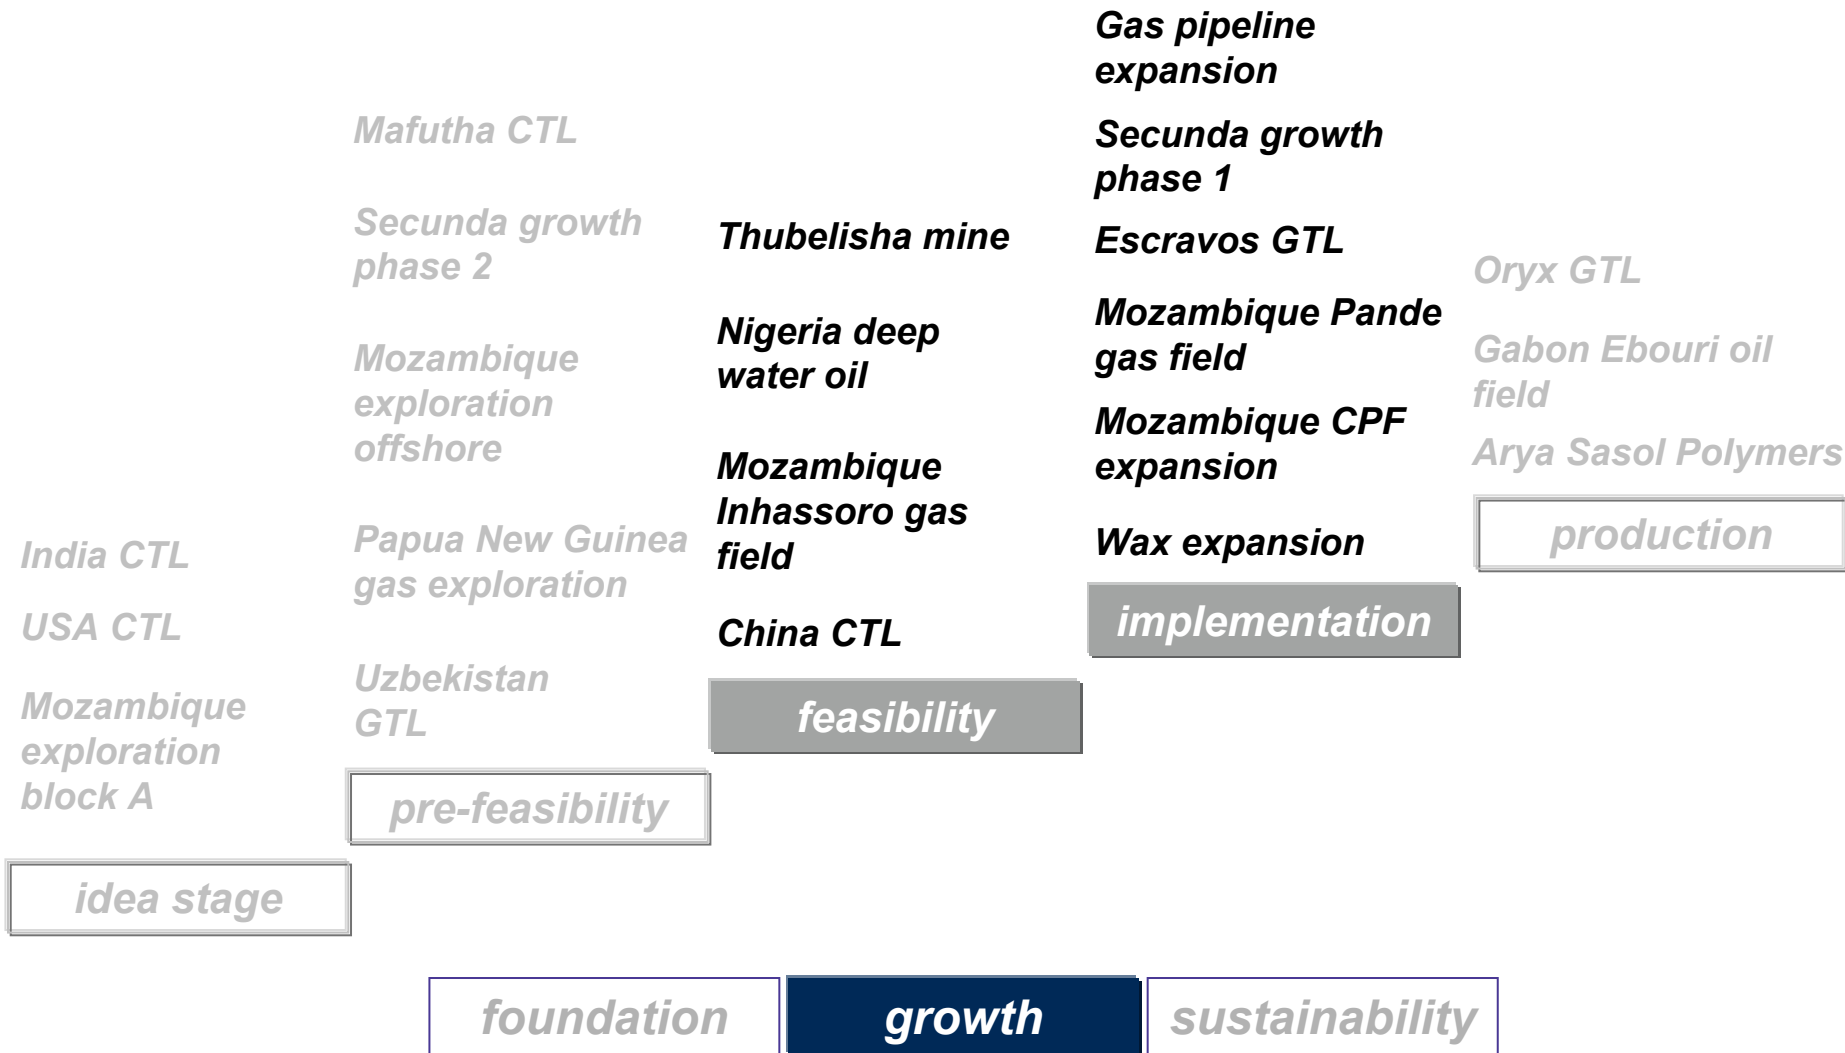 India CTL
USA CTL
Mozambique
exploration
block A
idea stage
Mafutha CTL
Secunda growth
phase 2
Mozambique
exploration
offshore
Papua New Guinea
gas exploration
Uzbekistan
GTL
pre-feasibility
Thubelisha mine
Nigeria deep
water oil
Mozambique
Inhassoro gas
field
China CTL
feasibility
Gas pipeline
expansion
Secunda growth
phase 1
Escravos GTL
Mozambique Pande
gas field
Mozambique CPF
expansion
Wax expansion
implementation
Oryx GTL
Gabon Ebouri oil
field
Arya Sasol Polymers
production
foundation
growth
sustainability